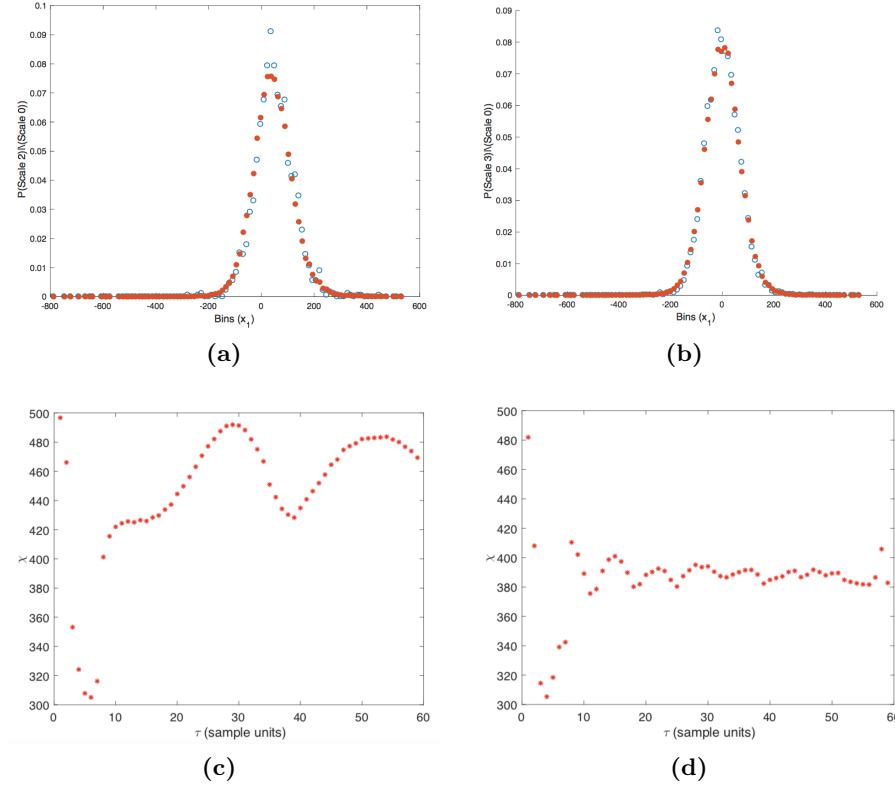 0.1
0.09
0.08
0.07
0.06
0.05
0.04
0.03
0.02
0.01
0
P(Scale 2)|\(Scale 0))
-800 -600 -400 -200 0 200 400 600
Bins (x_1)
(a)
0.09
0.08
0.07
0.06
0.05
0.04
0.03
0.02
0.01
0
P(Scale 3)|\(Scale 0))
-800 -600 -400 -200 0 200 400 600
Bins (x_1)
(b)
500
480
460
440
420
400
380
360
340
320
300
χ
0 10 20 30 40 50 60
τ (sample units)
(c)
500
480
460
440
420
400
380
360
340
320
300
χ
0 10 20 30 40 50 60
τ (sample units)
(d)